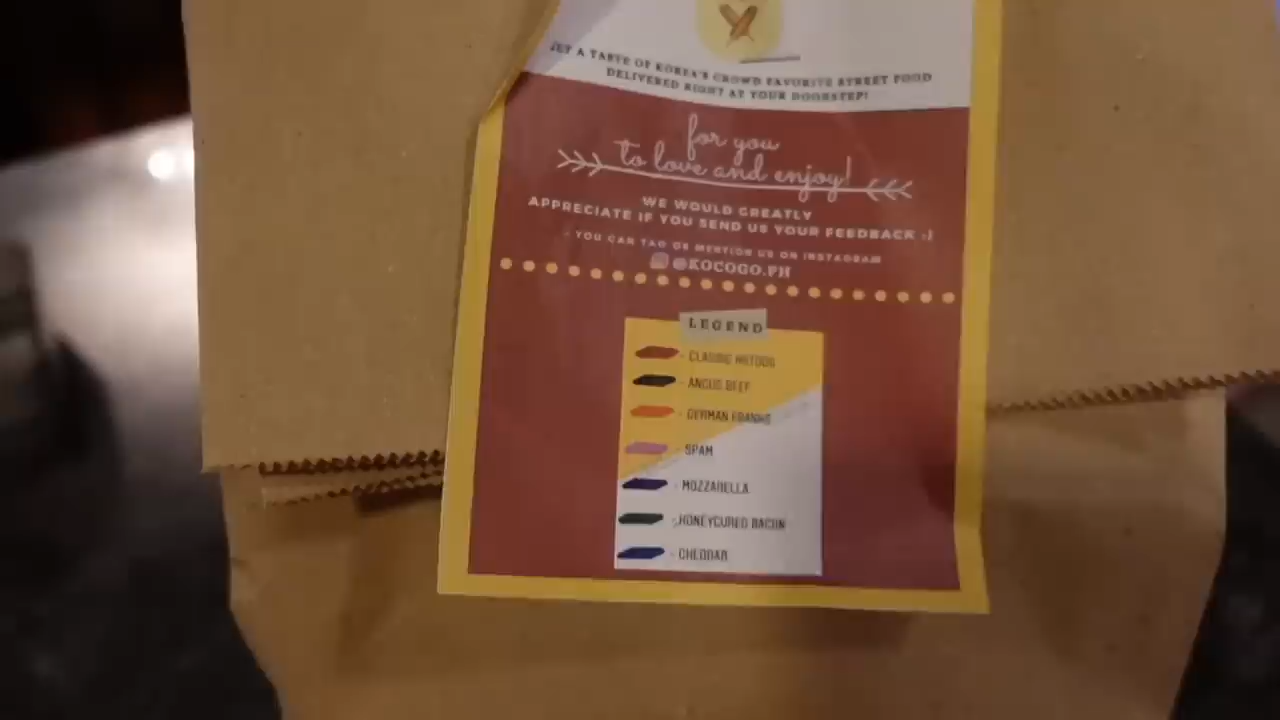 GET A TASTE OF KOREA'S CROWD FAVORITE STREET FOOD
DELIVERED RIGHT AT YOUR DOORSTEP!
for you
to love and enjoy!
WE WOULD GREATLY
APPRECIATE IF YOU SEND US YOUR FEEDBACK :)
- YOU CAN TAG OR MENTION US ON INSTAGRAM
@KOCOGO.PH
LEGEND
- CLASSIC HOTDOG
- ANGUS BEEF
- GERMAN FRANKS
- SPAM
- MOZZARELLA
- HONEYCURED BACON
- CHEDDAR